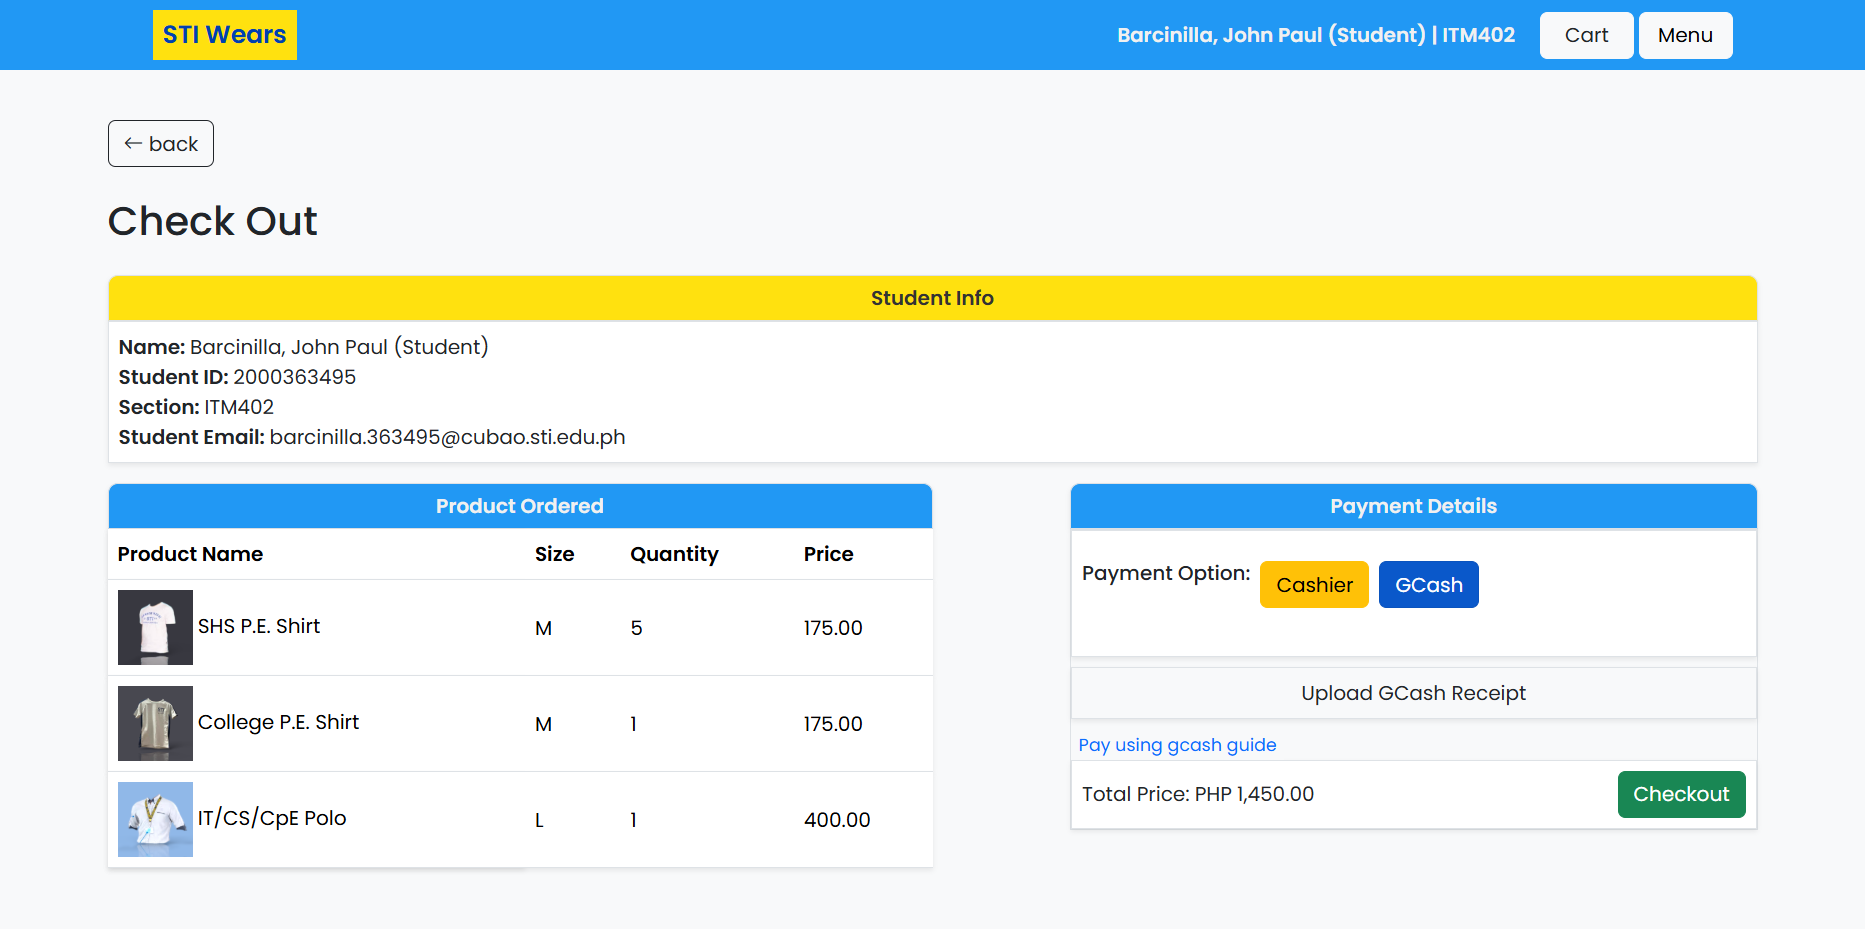 STI Wears
Barcinilla, John Paul (Student) | ITM402
Cart
Menu
← back
Check Out
Student Info
Name: Barcinilla, John Paul (Student)
Student ID: 2000363495
Section: ITM402
Student Email: barcinilla.363495@cubao.sti.edu.ph
Product Ordered
Product Name Size Quantity Price
SHS P.E. Shirt M 5 175.00
College P.E. Shirt M 1 175.00
IT/CS/CpE Polo L 1 400.00
Payment Details
Payment Option: Cashier GCash
Upload GCash Receipt
Pay using gcash guide
Total Price: PHP 1,450.00
Checkout